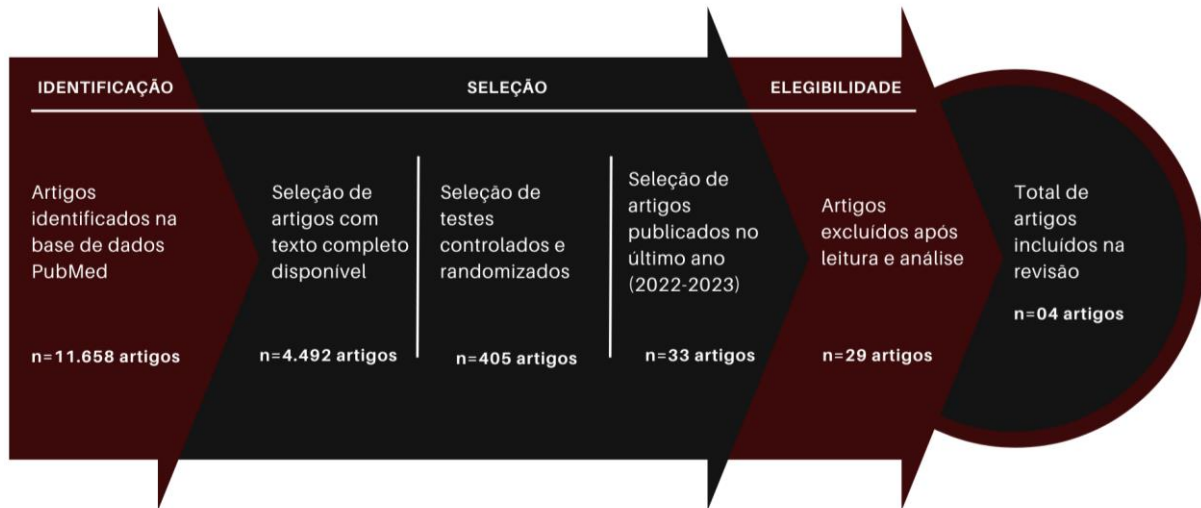 IDENTIFICAÇÃO
SELEÇÃO
ELEGIBILIDADE
Artigos
identificados na
base de dados
PubMed
n=11.658 artigos
Seleção de
artigos com
texto completo
disponível
n=4.492 artigos
Seleção de
testes
controlados e
randomizados
n=405 artigos
Seleção de
artigos
publicados no
último ano
(2022-2023)
n=33 artigos
Artigos
excluídos após
leitura e análise
n=29 artigos
Total de
artigos
incluídos na
revisão
n=04 artigos